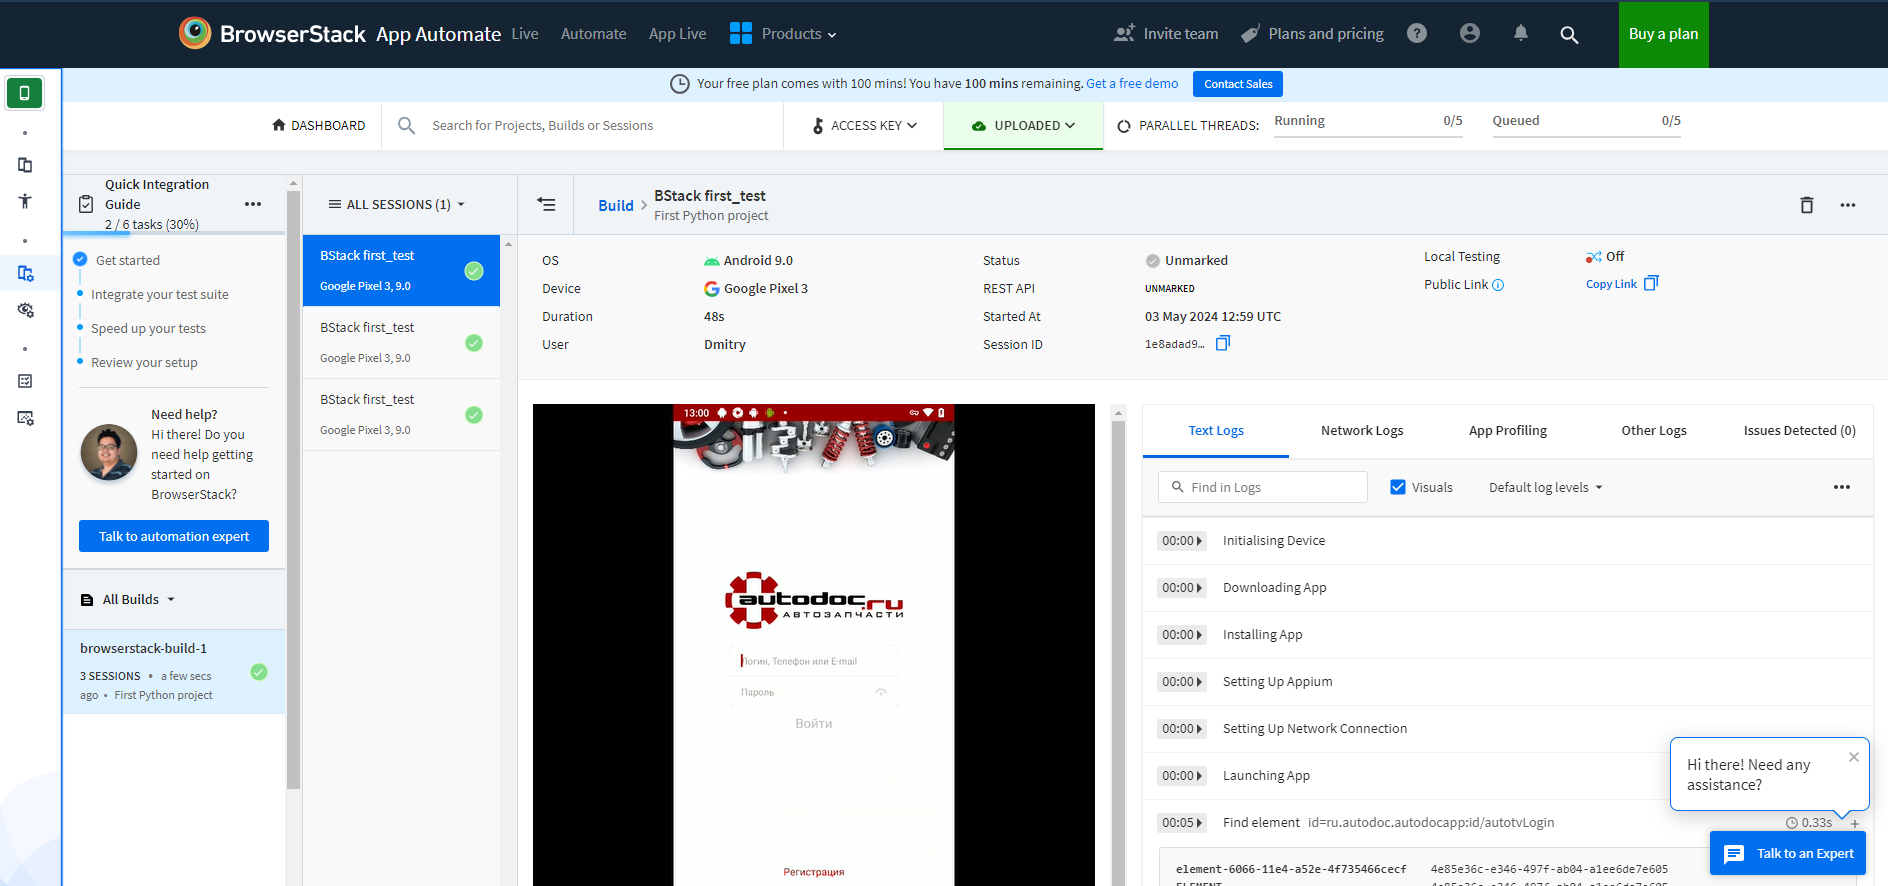 BrowserStack App Automate Live Automate App Live Products
Invite team Plans and pricing ? Buy a plan
Your free plan comes with 100 mins! You have 100 mins remaining. Get a free demo Contact Sales
DASHBOARD Search for Projects, Builds or Sessions ACCESS KEY UPLOADED PARALLEL THREADS: Running 0/5 Queued 0/5
Quick Integration
Guide
2 / 6 tasks (30%)
Get started
Integrate your test suite
Speed up your tests
Review your setup
Need help?
Hi there! Do you
need help getting
started on
BrowserStack?
Talk to automation expert
All Builds
browserstack-build-1
3 SESSIONS • a few secs
ago • First Python project
ALL SESSIONS (1)
BStack first_test
Google Pixel 3, 9.0
BStack first_test
Google Pixel 3, 9.0
BStack first_test
Google Pixel 3, 9.0
Build > BStack first_test
First Python project
OS Android 9.0
Device Google Pixel 3
Duration 48s
User Dmitry
Status Unmarked
REST API UNMARKED
Started At 03 May 2024 12:59 UTC
Session ID 1e8adad9...
Local Testing Off
Public Link Copy Link
13:00
autodoc.ru
АВТОЗАПЧАСТИ
Логин, Телефон или E-mail
Пароль
Войти
Регистрация
Text Logs Network Logs App Profiling Other Logs Issues Detected (0)
Find in Logs Visuals Default log levels
00:00 Initialising Device
00:00 Downloading App
00:00 Installing App
00:00 Setting Up Appium
00:00 Setting Up Network Connection
00:00 Launching App
00:05 Find element id=ru.autodoc.autodocapp:id/autotvLogin 0.33s +
element-6066-11e4-a52e-4f735466cecf 4e85e36c-e346-497f-ab04-a1ee6de7e605
ELEMENT 4e85e36c-e346-497f-ab04-a1ee6de7e605
Hi there! Need any
assistance?
Talk to an Expert